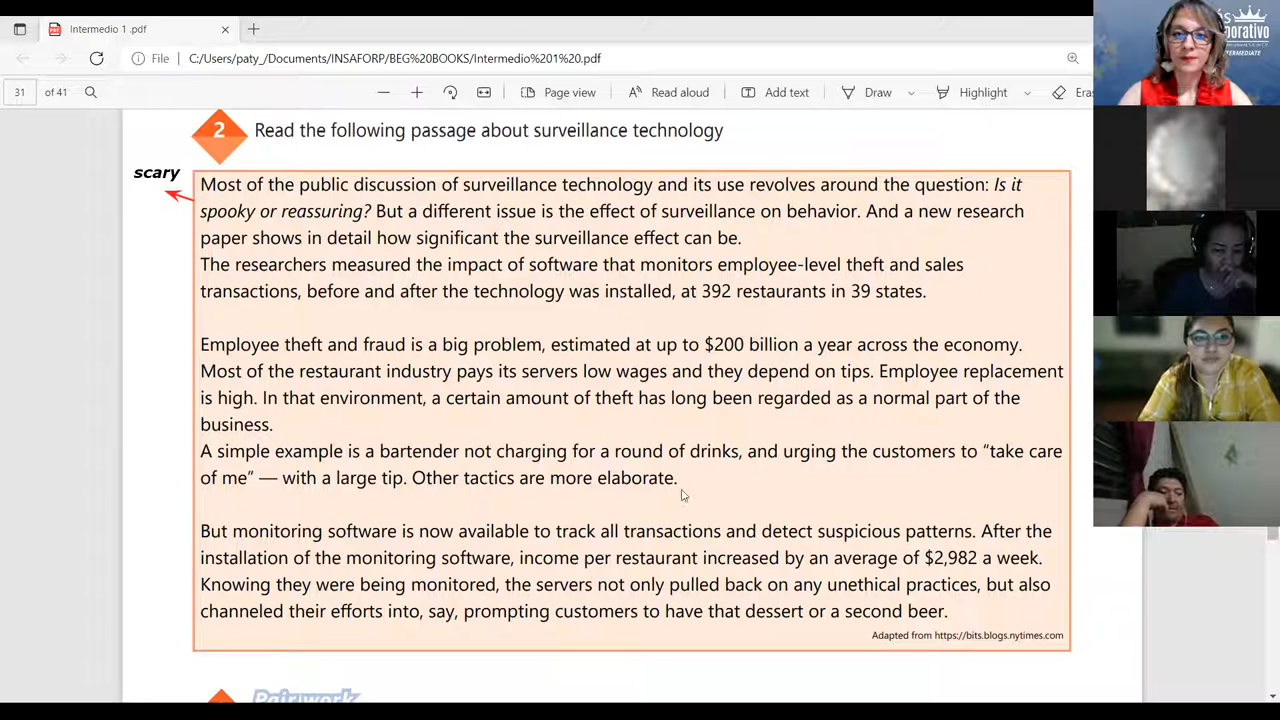 Intermedio 1 .pdf
File C:/Users/paty_/Documents/INSAFORP/BEG%20BOOKS/Intermedio%201%20.pdf
31 of 41 Page view Read aloud Add text Draw Highlight Eras
2 Read the following passage about surveillance technology
scary
Most of the public discussion of surveillance technology and its use revolves around the question: Is it
spooky or reassuring? But a different issue is the effect of surveillance on behavior. And a new research
paper shows in detail how significant the surveillance effect can be.
The researchers measured the impact of software that monitors employee-level theft and sales
transactions, before and after the technology was installed, at 392 restaurants in 39 states.
Employee theft and fraud is a big problem, estimated at up to $200 billion a year across the economy.
Most of the restaurant industry pays its servers low wages and they depend on tips. Employee replacement
is high. In that environment, a certain amount of theft has long been regarded as a normal part of the
business.
A simple example is a bartender not charging for a round of drinks, and urging the customers to “take care
of me” — with a large tip. Other tactics are more elaborate.
But monitoring software is now available to track all transactions and detect suspicious patterns. After the
installation of the monitoring software, income per restaurant increased by an average of $2,982 a week.
Knowing they were being monitored, the servers not only pulled back on any unethical practices, but also
channeled their efforts into, say, prompting customers to have that dessert or a second beer.
Adapted from https://bits.blogs.nytimes.com
Pair work